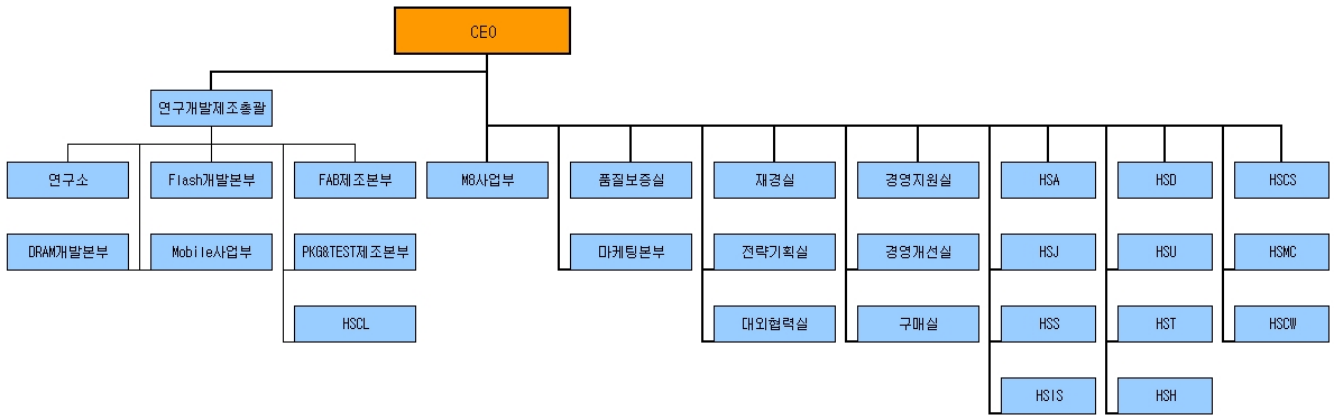 CEO
연구개발제조총괄
연구소
Flash개발본부
FAB제조본부
M8사업부
품질보증실
재경실
경영지원실
HSA
HSD
HSCS
DRAM개발본부
Mobile사업부
PKG&TEST제조본부
마케팅본부
전략기획실
경영개선실
HSJ
HSU
HSMC
HSCL
대외협력실
구매실
HSS
HST
HSCW
HSIS
HSH